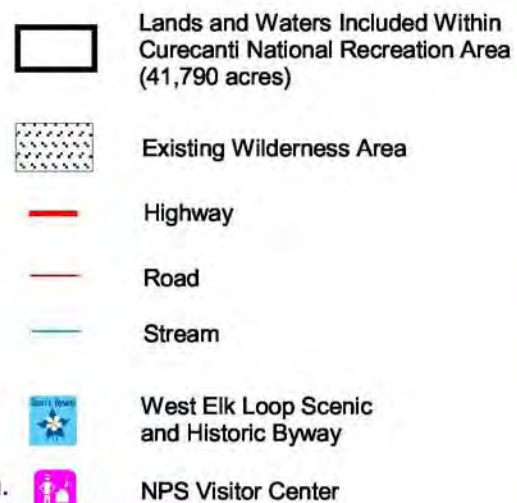 Lands and Waters Included Within
Curecanti National Recreation Area
(41,790 acres)
Existing Wilderness Area
Highway
Road
Stream
West Elk Loop Scenic
and Historic Byway
NPS Visitor Center